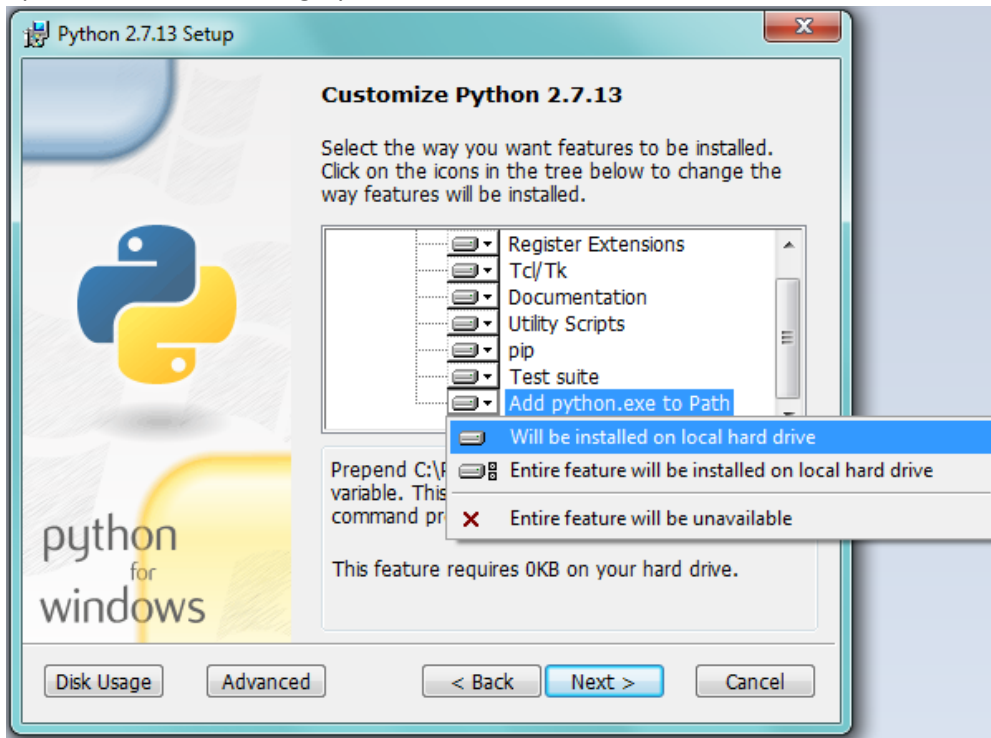 Python 2.7.13 Setup
Customize Python 2.7.13
Select the way you want features to be installed.
Click on the icons in the tree below to change the
way features will be installed.
Register Extensions
Tcl/Tk
Documentation
Utility Scripts
pip
Test suite
Add python.exe to Path
Will be installed on local hard drive
Entire feature will be installed on local hard drive
Entire feature will be unavailable
Prepend C:\
variable. This
command
This feature requires 0KB on your hard drive.
python
for
windows
Disk Usage
Advanced
< Back
Next >
Cancel